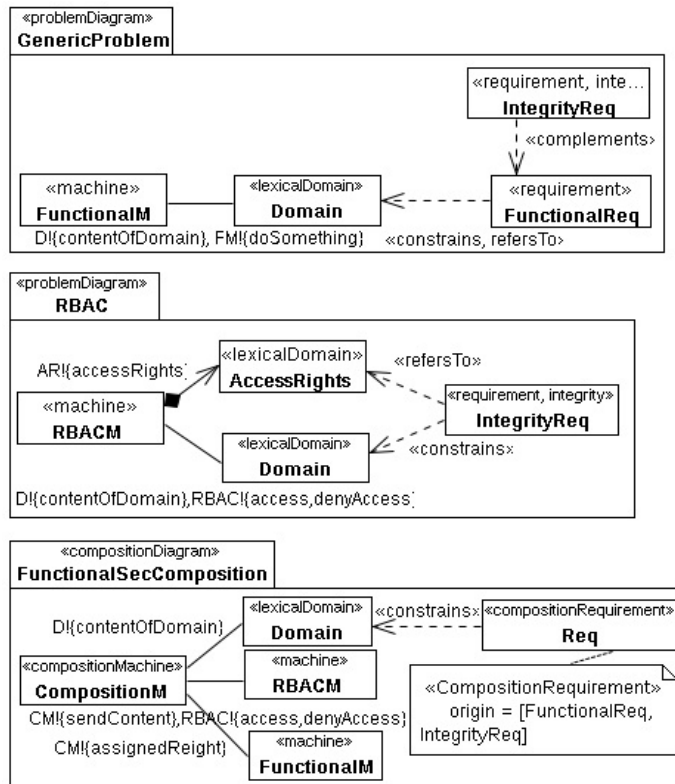 «problemDiagram»
GenericProblem
«requirement, inte...
IntegrityReq
«complements»
«machine»
FunctionalM
«lexicalDomain»
Domain
«requirement»
FunctionalReq
D!{contentOfDomain}, FM!{doSomething}
«constrains, refersTo»
«problemDiagram»
RBAC
AR!{accessRights}
«lexicalDomain»
AccessRights
«refersTo»
«machine»
RBACM
«requirement, integrity»
IntegrityReq
«lexicalDomain»
Domain
«constrains»
D!{contentOfDomain},RBAC!{access,denyAccess}
«compositionDiagram»
FunctionalSecComposition
D!{contentOfDomain}
«lexicalDomain»
Domain
«constrains»
«compositionRequirement»
Req
«compositionMachine»
CompositionM
«machine»
RBACM
CM!{sendContent},RBAC!{access,denyAccess}
CM!{assignedReight}
«machine»
FunctionalM
«CompositionRequirement»
origin = [FunctionalReq,
IntegrityReq]